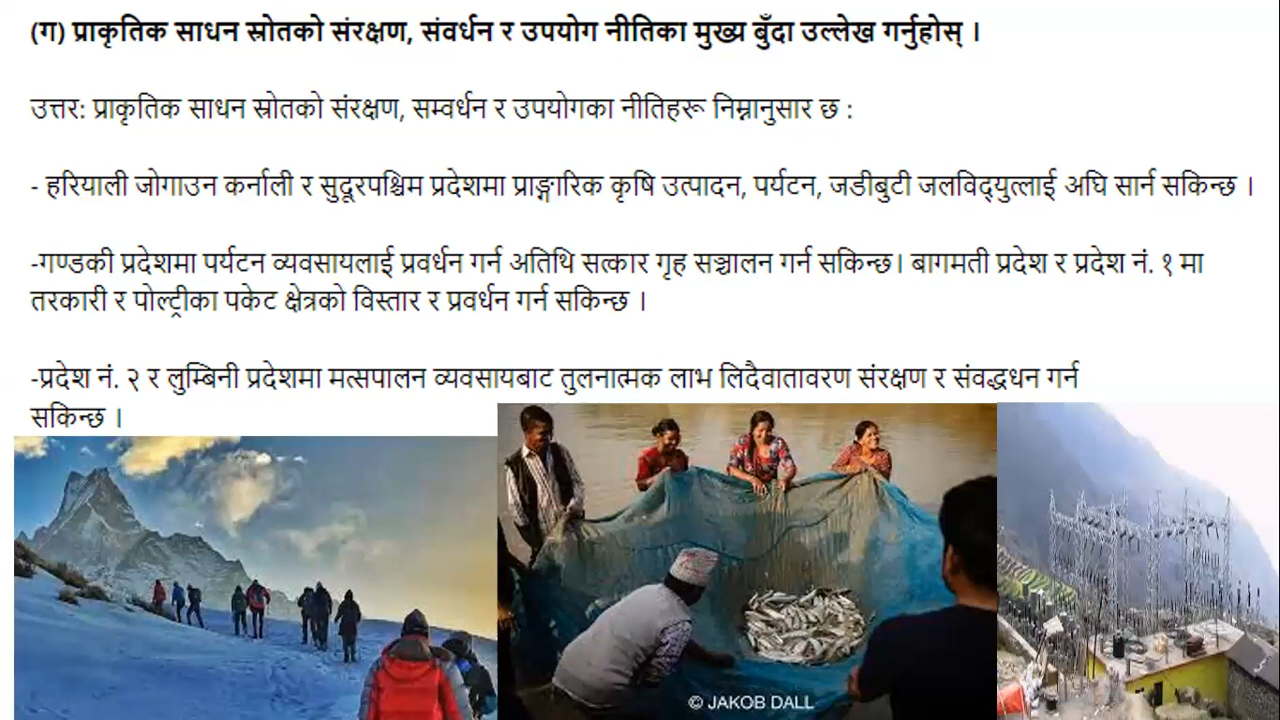 (ग) प्राकृतिक साधन स्रोतको संरक्षण, संवर्धन र उपयोग नीतिका मुख्य बुँदा उल्लेख गर्नुहोस् ।
उत्तर: प्राकृतिक साधन स्रोतको संरक्षण, सम्वर्धन र उपयोगका नीतिहरू निम्नानुसार छ :
- हरियाली जोगाउन कर्नाली र सुदूरपश्चिम प्रदेशमा प्राङ्गारिक कृषि उत्पादन, पर्यटन, जडीबुटी जलविद्युत्लाई अघि सार्न सकिन्छ ।
-गण्डकी प्रदेशमा पर्यटन व्यवसायलाई प्रवर्धन गर्न अतिथि सत्कार गृह सञ्चालन गर्न सकिन्छ। बागमती प्रदेश र प्रदेश नं. १ मा
तरकारी र पोल्ट्रीका पकेट क्षेत्रको विस्तार र प्रवर्धन गर्न सकिन्छ ।
-प्रदेश नं. २ र लुम्बिनी प्रदेशमा मत्सपालन व्यवसायबाट तुलनात्मक लाभ लिदैवातावरण संरक्षण र संवद्धधन गर्न
सकिन्छ ।
© JAKOB DALL